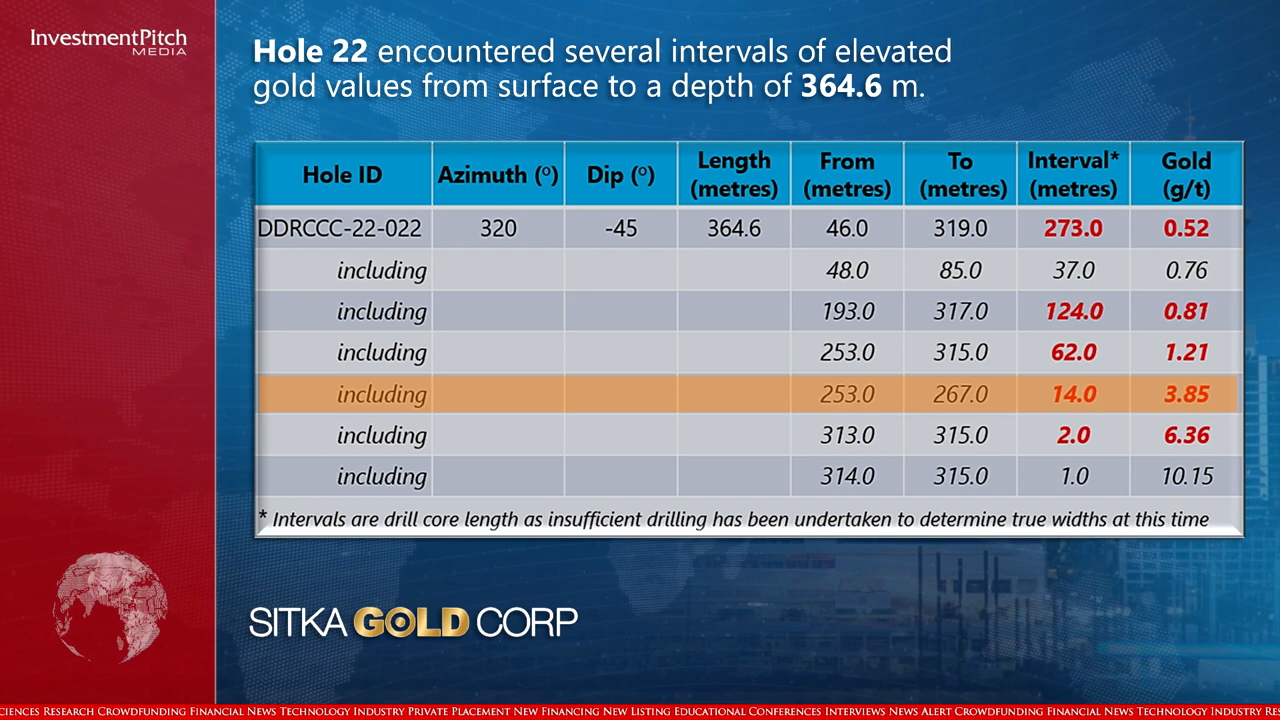 InvestmentPitch
MEDIA
Hole 22 encountered several intervals of elevated
gold values from surface to a depth of 364.6 m.
Hole ID Azimuth (º) Dip (º) Length (metres) From (metres) To (metres) Interval* (metres) Gold (g/t)
DDRCCC-22-022 320 -45 364.6 46.0 319.0 273.0 0.52
including 48.0 85.0 37.0 0.76
including 193.0 317.0 124.0 0.81
including 253.0 315.0 62.0 1.21
including 253.0 267.0 14.0 3.85
including 313.0 315.0 2.0 6.36
including 314.0 315.0 1.0 10.15
* Intervals are drill core length as insufficient drilling has been undertaken to determine true widths at this time
SITKA GOLD CORP
CIENCES RESEARCH CROWDFUNDING FINANCIAL NEWS TECHNOLOGY INDUSTRY PRIVATE PLACEMENT NEW FINANCING NEW LISTING EDUCATIONAL CONFERENCES INTERVIEWS NEWS ALERT CROWDFUNDING FINANCIAL NEWS TECHNOLOGY INDUSTRY RES